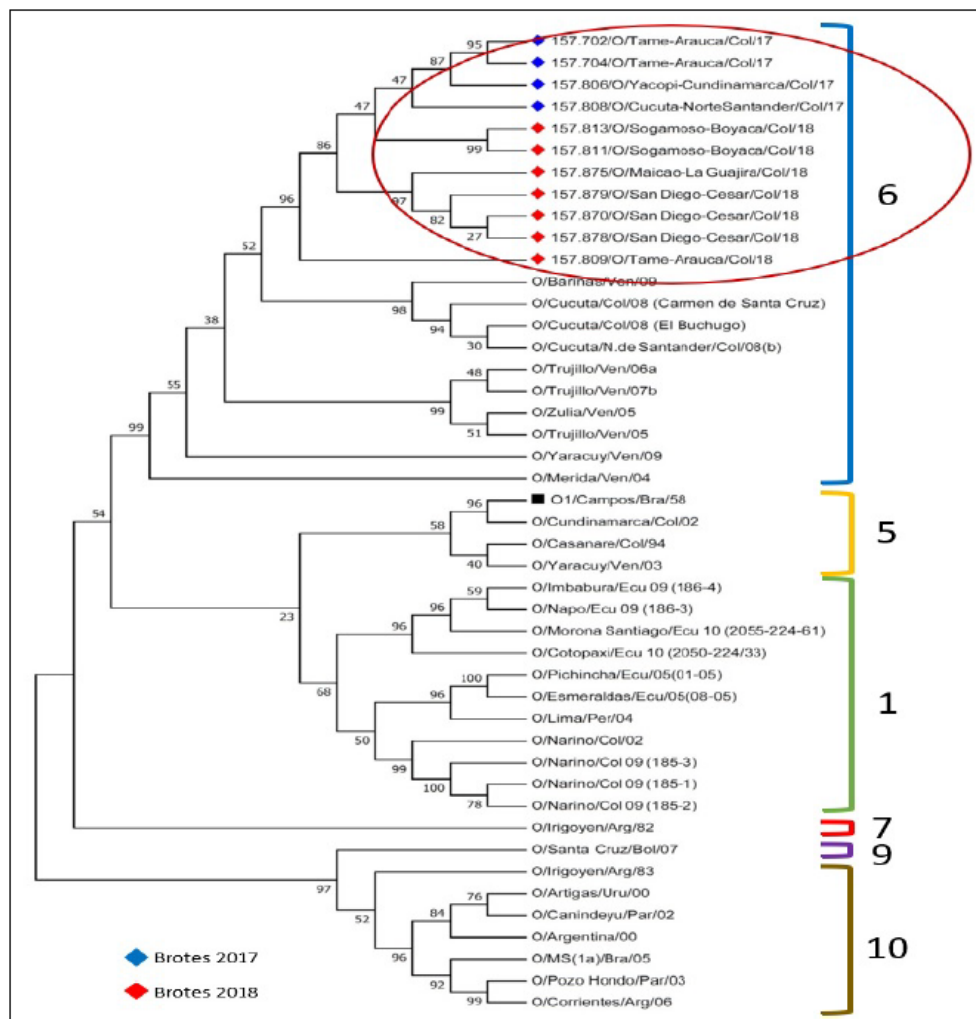 95
157.702/O/Tame-Arauca/Col/17
87
157.704/O/Tame-Arauca/Col/17
47
157.806/O/Yacopi-Cundinamarca/Col/17
47
157.808/O/Cucuta-NorteSantander/Col/17
157.813/O/Sogamoso-Boyaca/Col/18
86
99
157.811/O/Sogamoso-Boyaca/Col/18
157.875/O/Maicao-La Guajira/Col/18
96
97
157.879/O/San Diego-Cesar/Col/18
6
82
157.870/O/San Diego-Cesar/Col/18
27
157.878/O/San Diego-Cesar/Col/18
52
157.809/O/Tame-Arauca/Col/18
O/Barinas/Ven/09
98
O/Cucuta/Col/08 (Carmen de Santa Cruz)
38
94
O/Cucuta/Col/08 (El Buchugo)
30
O/Cucuta/N.de Santander/Col/08(b)
48
O/Trujillo/Ven/06a
55
O/Trujillo/Ven/07b
99
O/Zulia/Ven/05
99
51
O/Trujillo/Ven/05
O/Yaracuy/Ven/09
O/Merida/Ven/04
96
O1/Campos/Bra/58
54
58
O/Cundinamarca/Col/02
5
O/Casanare/Col/94
40
O/Yaracuy/Ven/03
59
O/Imbabura/Ecu 09 (186-4)
23
96
O/Napo/Ecu 09 (186-3)
96
O/Morona Santiago/Ecu 10 (2055-224-61)
O/Cotopaxi/Ecu 10 (2050-224/33)
100
O/Pichincha/Ecu/05(01-05)
68
96
O/Esmeraldas/Ecu/05(08-05)
1
O/Lima/Per/04
50
O/Narino/Col/02
99
O/Narino/Col 09 (185-3)
100
O/Narino/Col 09 (185-1)
78
O/Narino/Col 09 (185-2)
O/Irigoyen/Arg/82
7
O/Santa Cruz/Bol/07
9
97
O/Irigoyen/Arg/83
76
O/Artigas/Uru/00
52
84
O/Canindeyu/Par/02
O/Argentina/00
10
96
O/MS(1a)/Bra/05
92
O/Pozo Hondo/Par/03
99
O/Corrientes/Arg/06
Brotes 2017
Brotes 2018